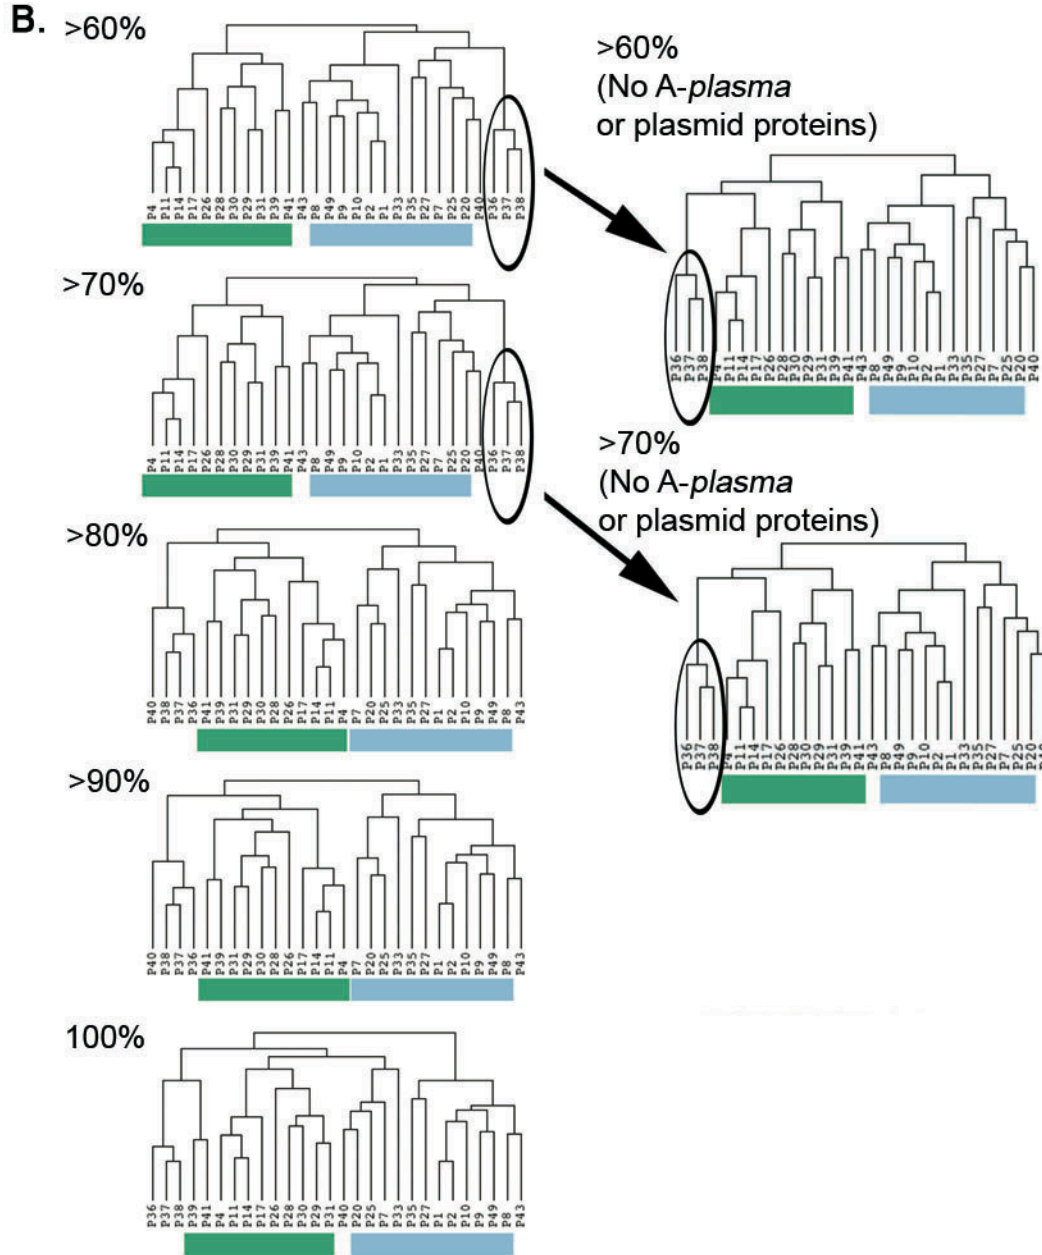 B.
>60%
P4 P11 P14 P17 P26 P28 P30 P29 P31 P39 P41 P43 P8 P49 P9 P10 P2 P1 P33 P35 P27 P7 P25 P20 P40 P36 P37 P38
>60%
(No A-plasma
or plasmid proteins)
P36 P37 P38 P4 P11 P14 P17 P26 P28 P30 P29 P31 P39 P41 P43 P8 P49 P9 P10 P2 P1 P33 P35 P27 P7 P25 P20 P40
>70%
P4 P11 P14 P17 P26 P28 P30 P29 P31 P39 P41 P43 P8 P49 P9 P10 P2 P1 P33 P35 P27 P7 P25 P20 P40 P36 P37 P38
>70%
(No A-plasma
or plasmid proteins)
P36 P37 P38 P4 P11 P14 P17 P26 P28 P30 P29 P31 P39 P41 P43 P8 P49 P9 P10 P2 P1 P33 P35 P27 P7 P25 P20
>80%
P40 P38 P37 P36 P41 P39 P31 P29 P30 P28 P26 P17 P14 P11 P4 P7 P20 P25 P33 P35 P27 P1 P2 P10 P9 P49 P8 P43
>90%
P40 P38 P37 P36 P41 P39 P31 P29 P30 P28 P26 P17 P14 P11 P4 P7 P20 P25 P33 P35 P27 P1 P2 P10 P9 P49 P8 P43
100%
P36 P37 P38 P39 P41 P4 P11 P14 P17 P26 P28 P30 P29 P31 P40 P20 P25 P7 P33 P35 P27 P1 P2 P10 P9 P49 P8 P43